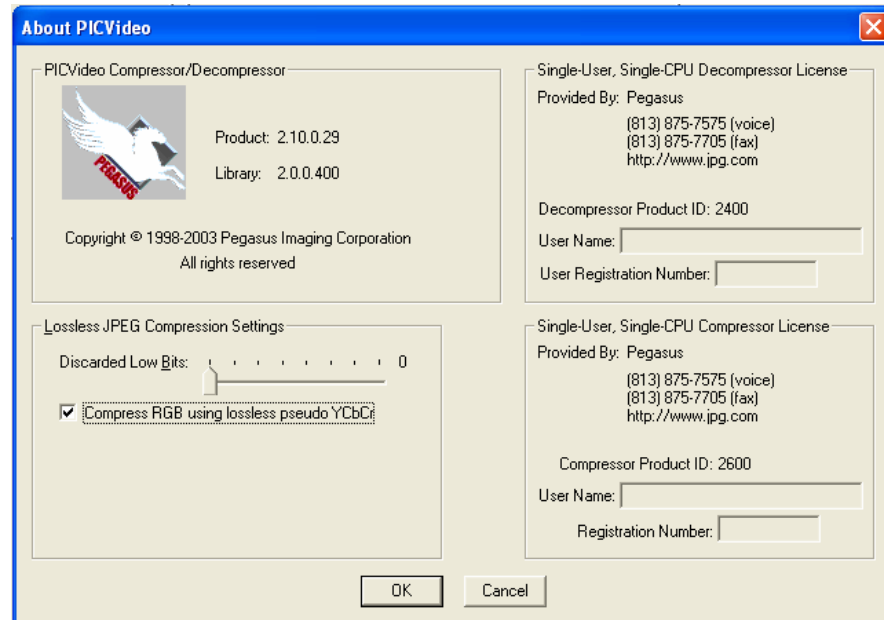 About PICVideo
PICVideo Compressor/Decompressor
PEGASUS
Product: 2.10.0.29
Library: 2.0.0.400
Copyright © 1998-2003 Pegasus Imaging Corporation
All rights reserved
Single-User, Single-CPU Decompressor License
Provided By: Pegasus
(813) 875-7575 (voice)
(813) 875-7705 (fax)
http://www.jpg.com
Decompressor Product ID: 2400
User Name:
User Registration Number:
Lossless JPEG Compression Settings
Discarded Low Bits: 0
Compress RGB using lossless pseudo YCbCr
Single-User, Single-CPU Compressor License
Provided By: Pegasus
(813) 875-7575 (voice)
(813) 875-7705 (fax)
http://www.jpg.com
Compressor Product ID: 2600
User Name:
Registration Number:
OK
Cancel